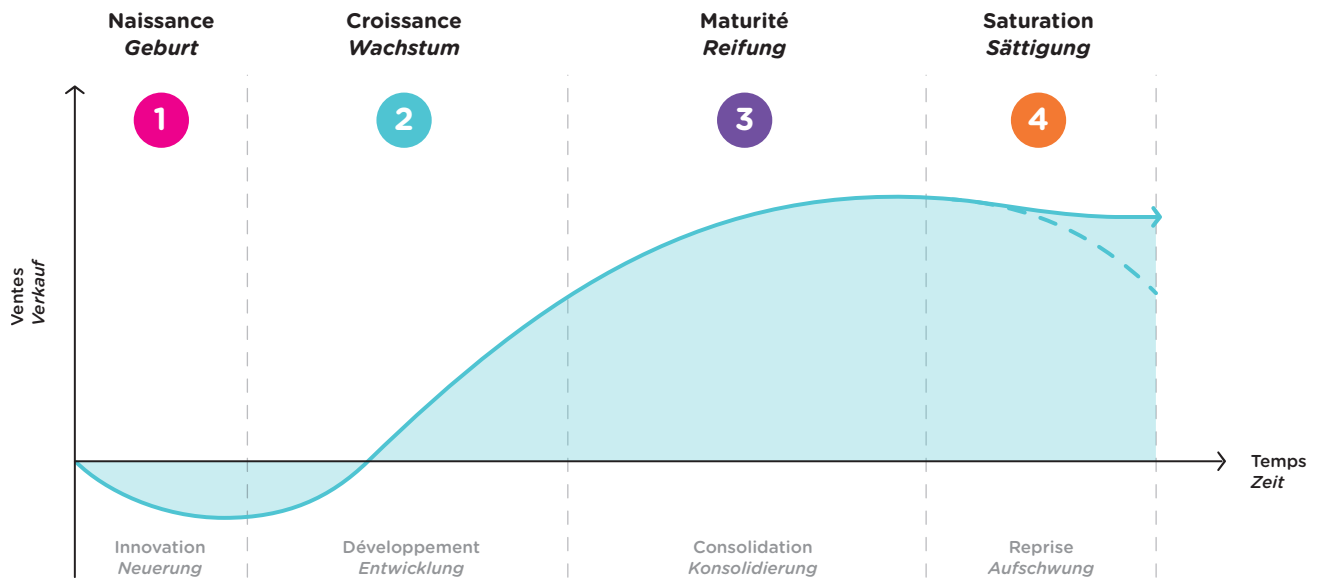 Naissance
Geburt
Croissance
Wachstum
Maturité
Reifung
Saturation
Sättigung
1
2
3
4
Ventes
Verkauf
Temps
Zeit
Innovation
Neuerung
Développement
Entwicklung
Consolidation
Konsolidierung
Reprise
Aufschwung